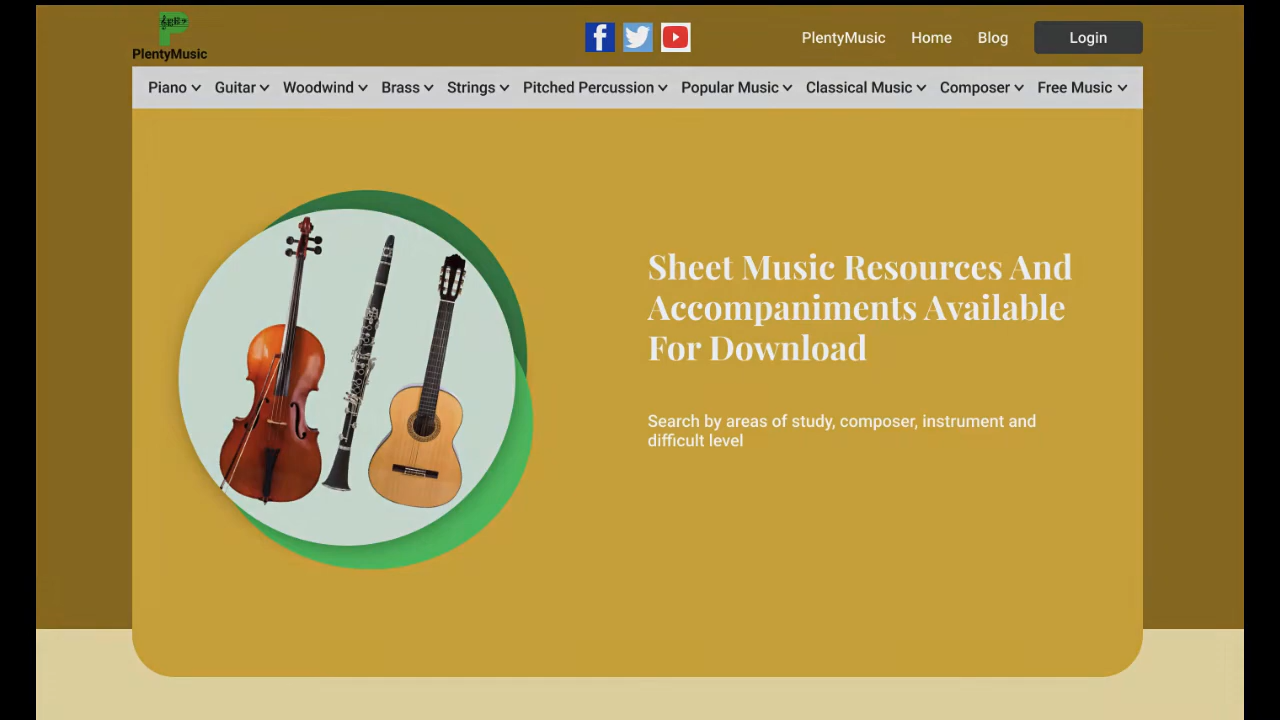 PlentyMusic
PlentyMusic Home Blog Login
Piano Guitar Woodwind Brass Strings Pitched Percussion Popular Music Classical Music Composer Free Music
Sheet Music Resources And
Accompaniments Available
For Download
Search by areas of study, composer, instrument and
difficult level